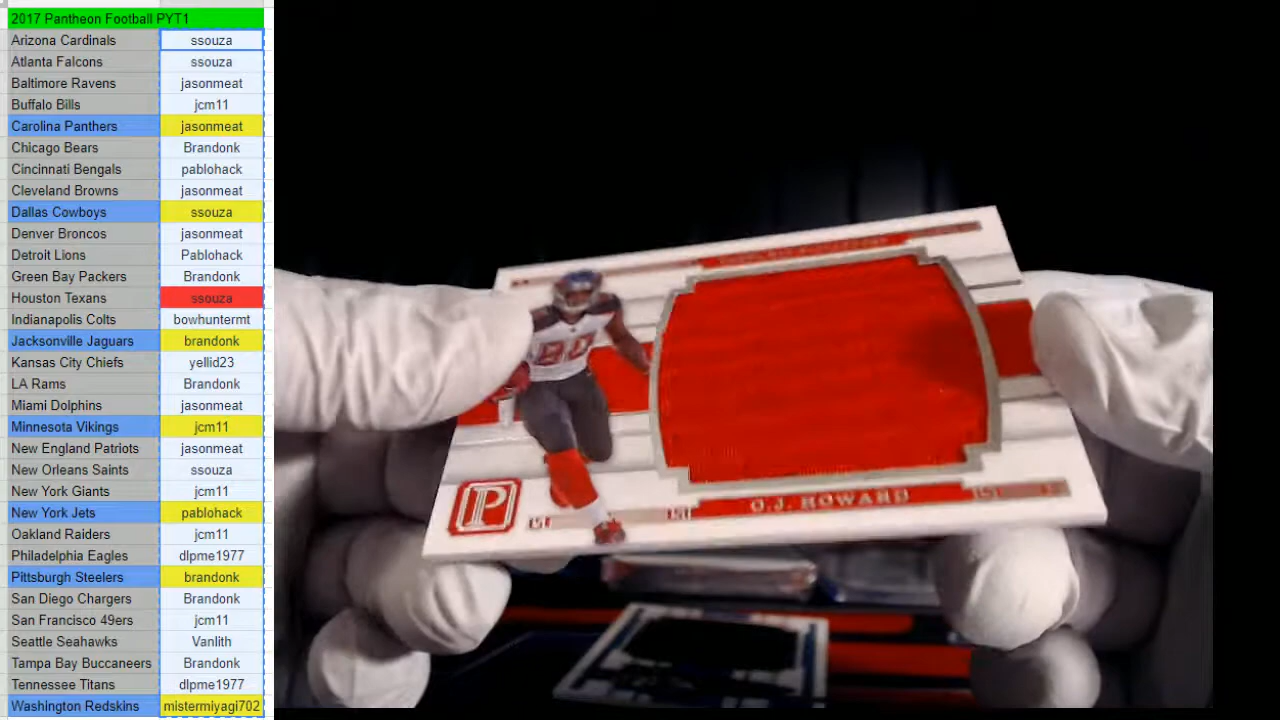 2017 Pantheon Football PYT1
Arizona Cardinals ssouza
Atlanta Falcons ssouza
Baltimore Ravens jasonmeat
Buffalo Bills jcm11
Carolina Panthers jasonmeat
Chicago Bears Brandonk
Cincinnati Bengals pablohack
Cleveland Browns jasonmeat
Dallas Cowboys ssouza
Denver Broncos jasonmeat
Detroit Lions Pablohack
Green Bay Packers Brandonk
Houston Texans ssouza
Indianapolis Colts bowhuntermt
Jacksonville Jaguars brandonk
Kansas City Chiefs yellid23
LA Rams Brandonk
Miami Dolphins jasonmeat
Minnesota Vikings jcm11
New England Patriots jasonmeat
New Orleans Saints ssouza
New York Giants jcm11
New York Jets pablohack
Oakland Raiders jcm11
Philadelphia Eagles dlpme1977
Pittsburgh Steelers brandonk
San Diego Chargers Brandonk
San Francisco 49ers jcm11
Seattle Seahawks Vanlith
Tampa Bay Buccaneers Brandonk
Tennessee Titans dlpme1977
Washington Redskins mistermiyagi702
80
P
O.J. HOWARD